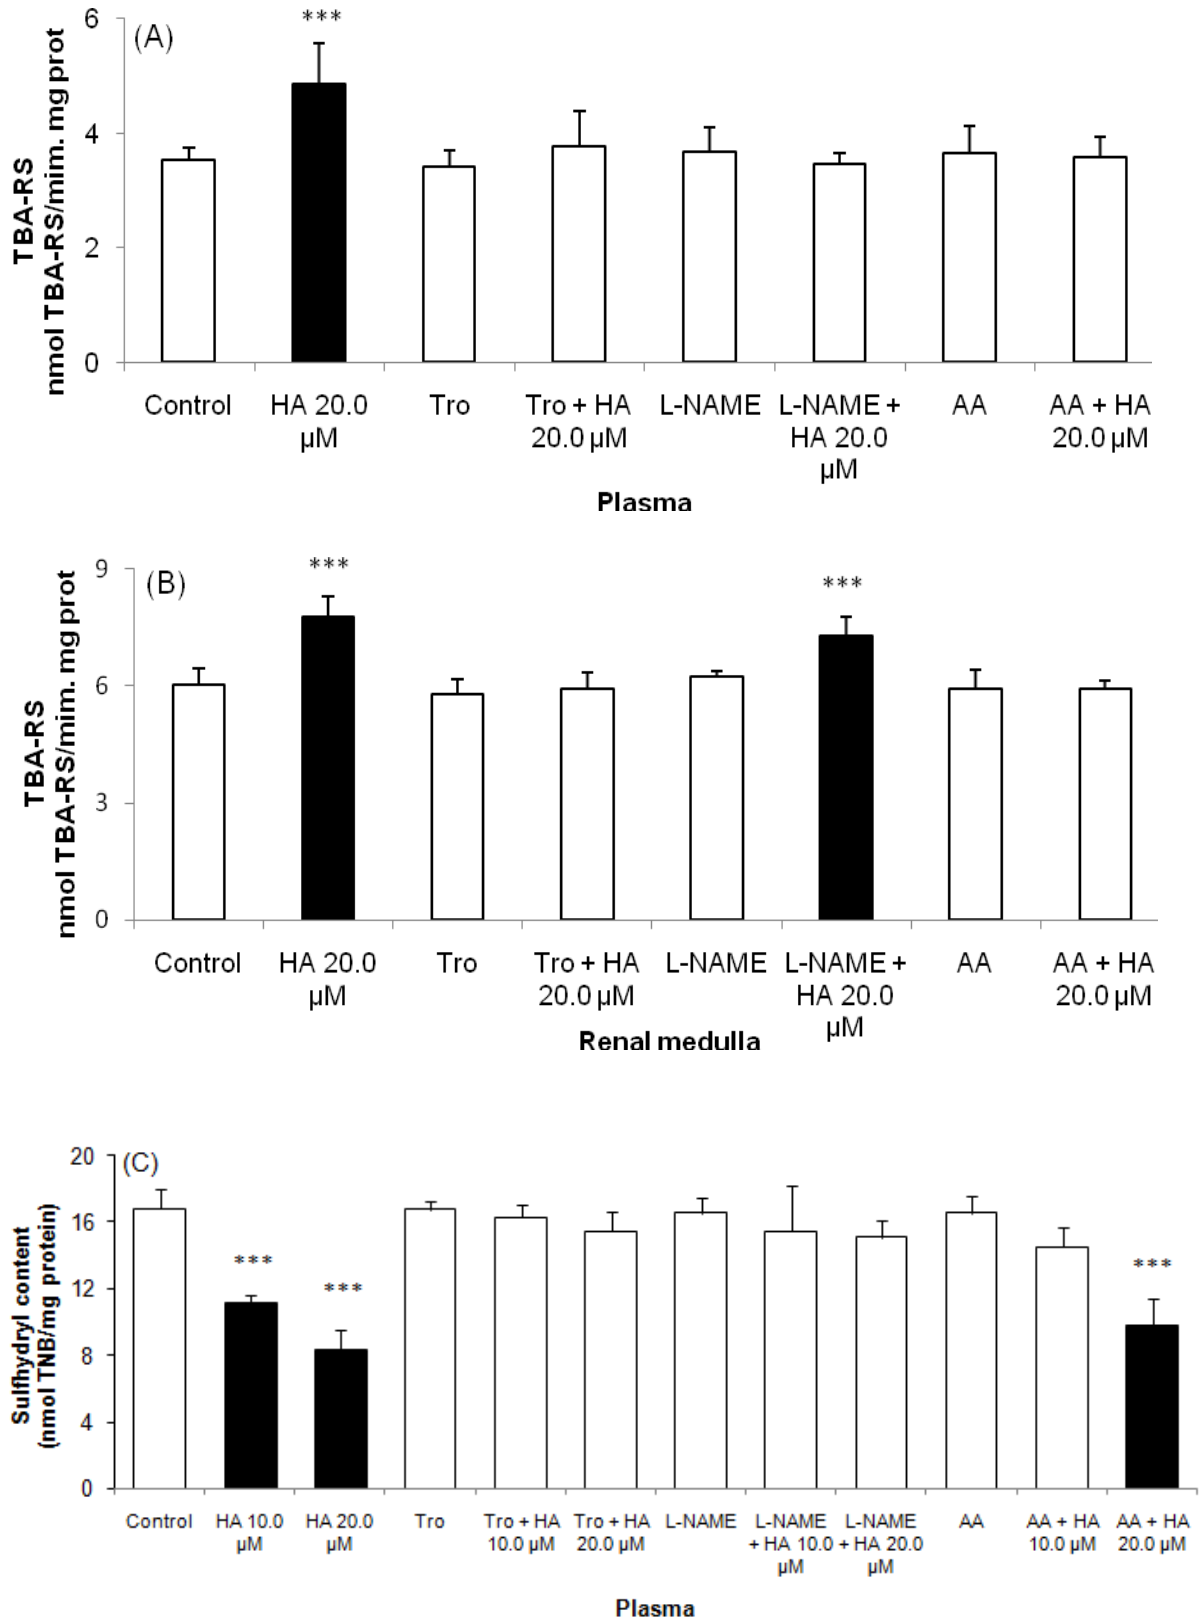 6
(A)
***
4
2
0
TBA-RS
nmol TBA-RS/mim. mg prot
Control
HA 20.0
µM
Tro
Tro + HA
20.0 µM
L-NAME
L-NAME +
HA 20.0
µM
AA
AA + HA
20.0 µM
Plasma
9
(B)
***
***
6
3
0
TBA-RS
nmol TBA-RS/mim. mg prot
Control
HA 20.0
µM
Tro
Tro + HA
20.0 µM
L-NAME
L-NAME +
HA 20.0
µM
AA
AA + HA
20.0 µM
Renal medulla
20
(C)
16
***
***
***
12
8
4
0
Sulfhydryl content
(nmol TNB/mg protein)
Control
HA 10.0
µM
HA 20.0
µM
Tro
Tro + HA
10.0 µM
Tro + HA
20.0 µM
L-NAME
L-NAME
+ HA 10.0
µM
L-NAME
+ HA 20.0
µM
AA
AA + HA
10.0 µM
AA + HA
20.0 µM
Plasma